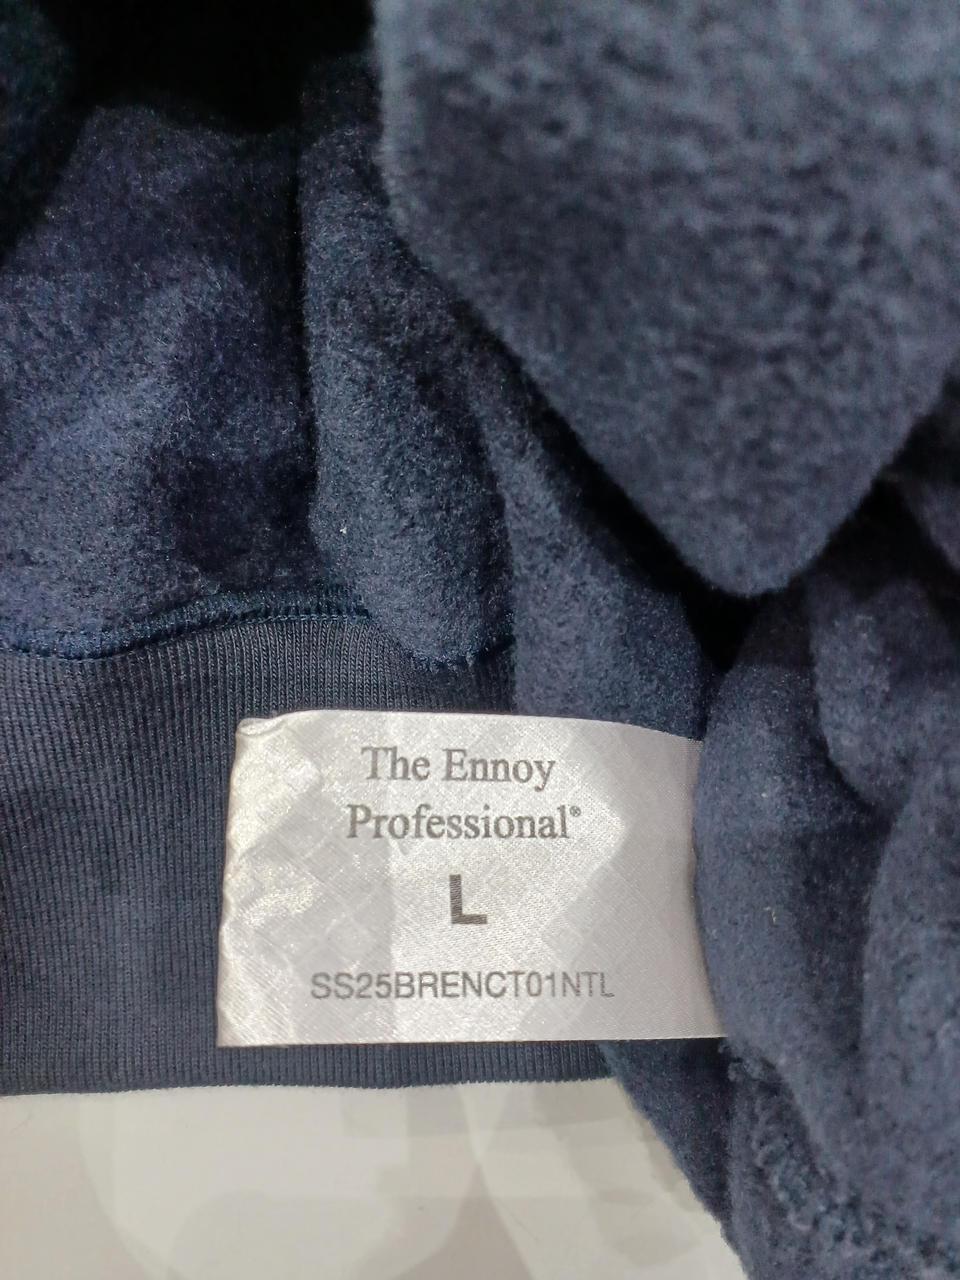 The Ennoy
Professional®
L
SS25BRENCT01NTL